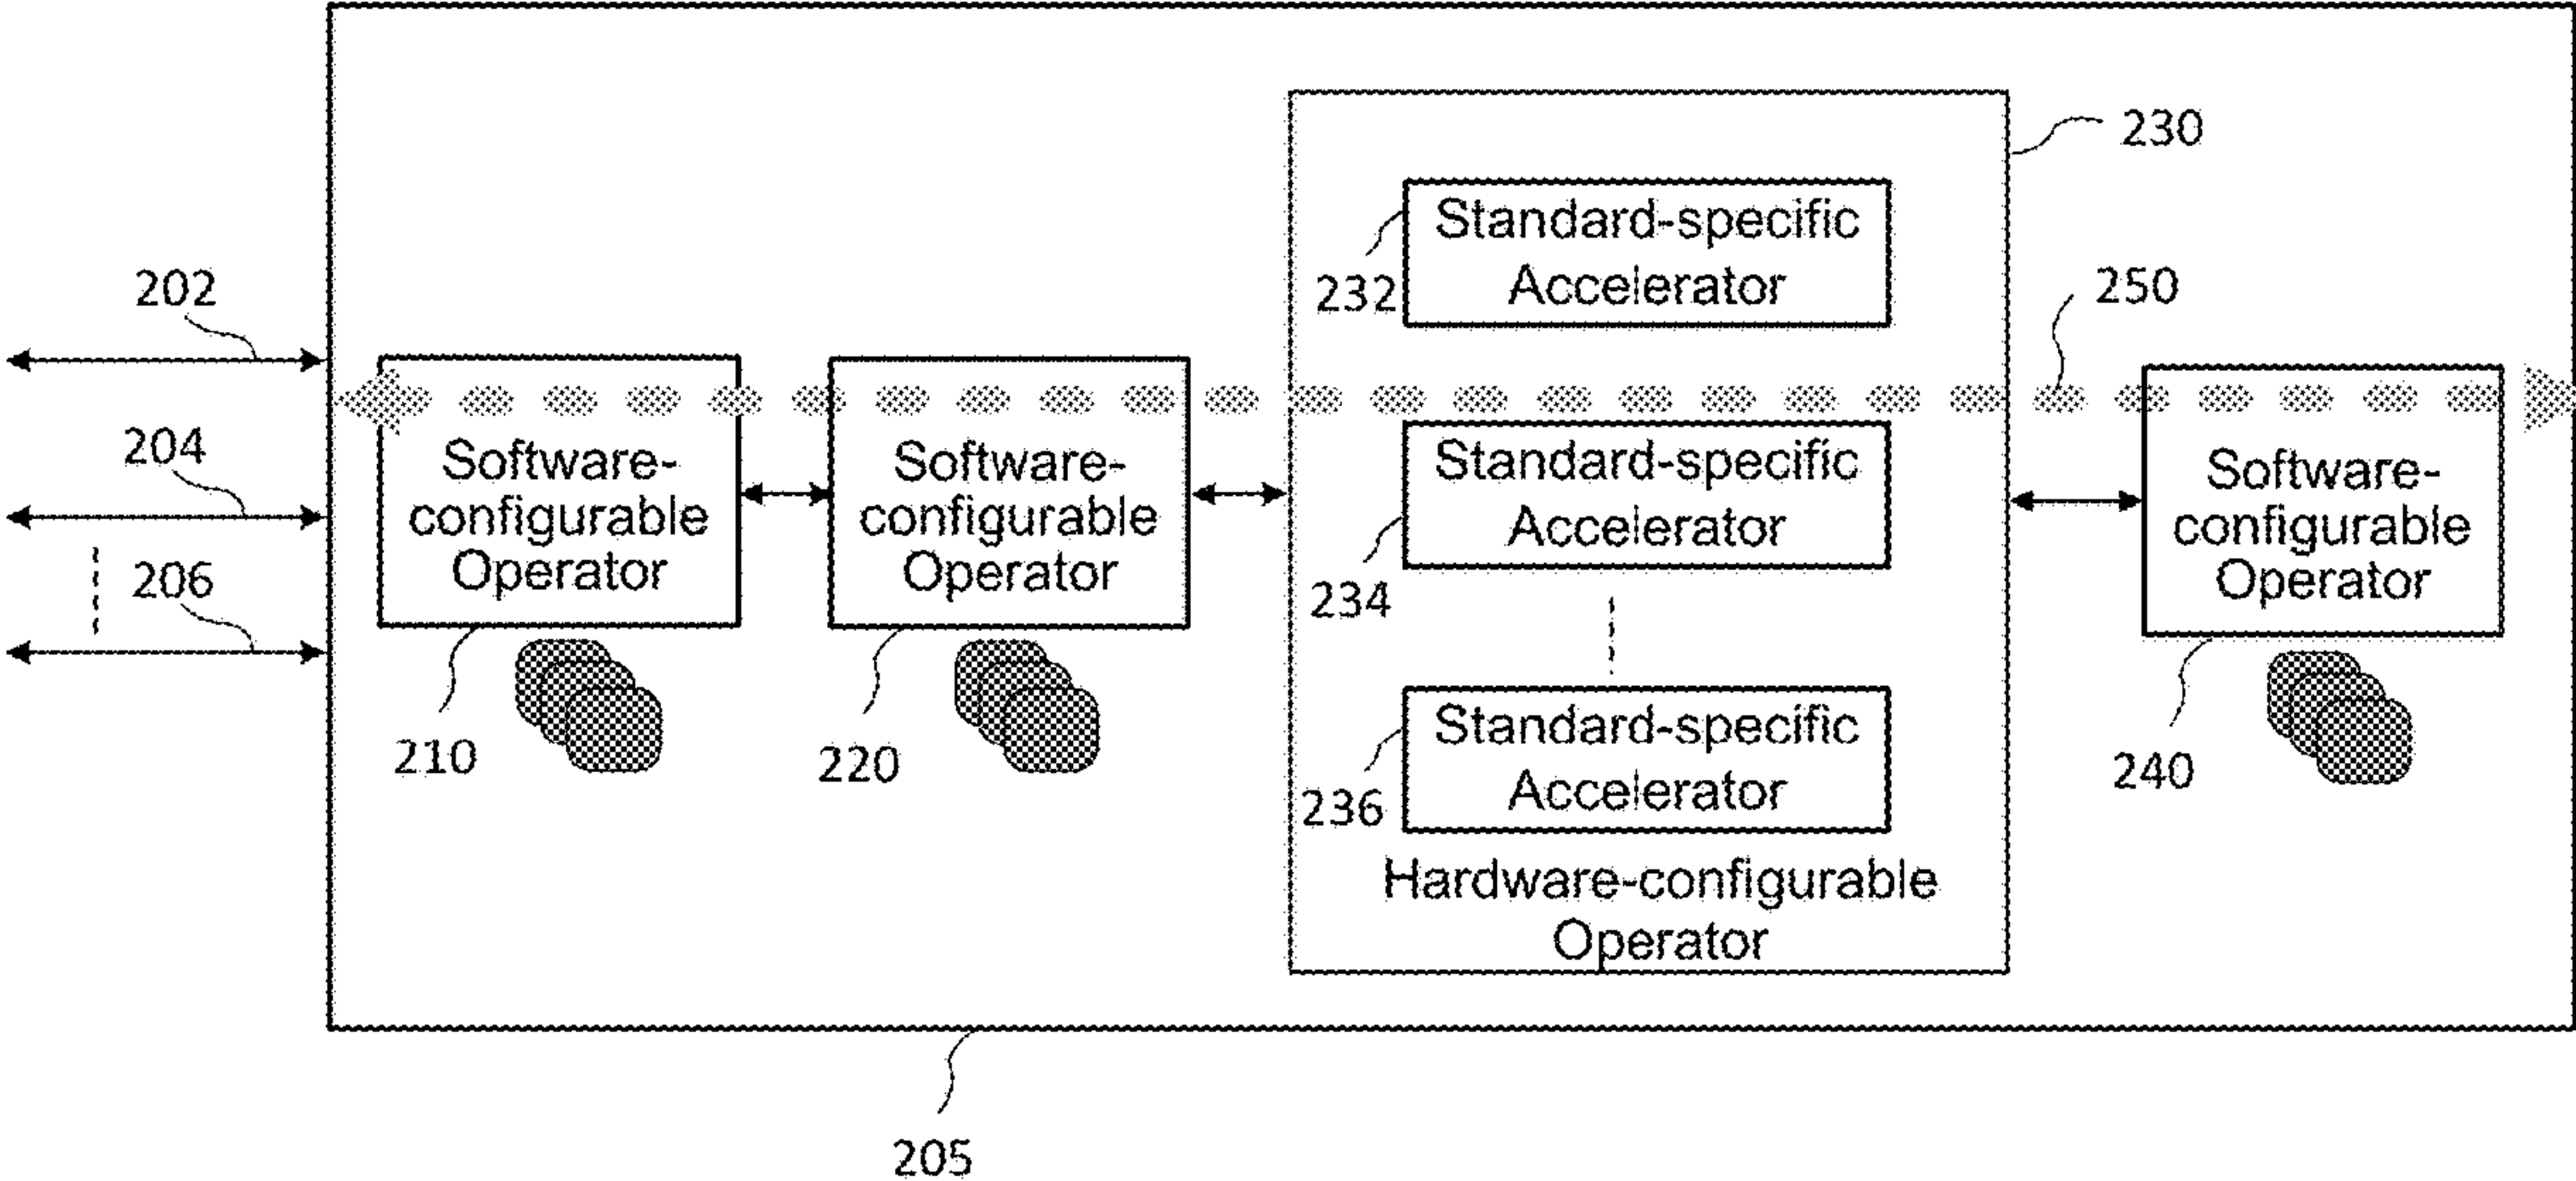 230
Standard-specific
Accelerator
232
202
250
204
Software-
configurable
Operator
Software-
configurable
Operator
Standard-specific
Accelerator
234
Software-
configurable
Operator
206
210
220
Standard-specific
Accelerator
236
240
Hardware-configurable
Operator
205